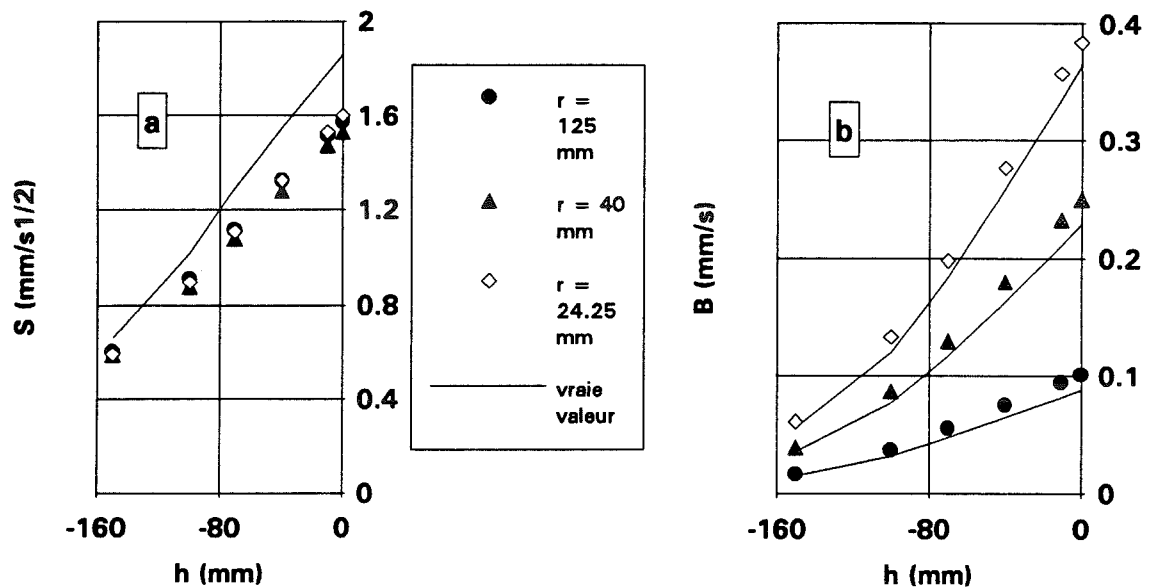 a
S (mm/s1/2)
2
1.6
1.2
0.8
0.4
0
-160
-80
0
h (mm)
r =
125
mm
r = 40
mm
r =
24.25
mm
vraie
valeur
b
B (mm/s)
0.4
0.3
0.2
0.1
0
-160
-80
0
h (mm)